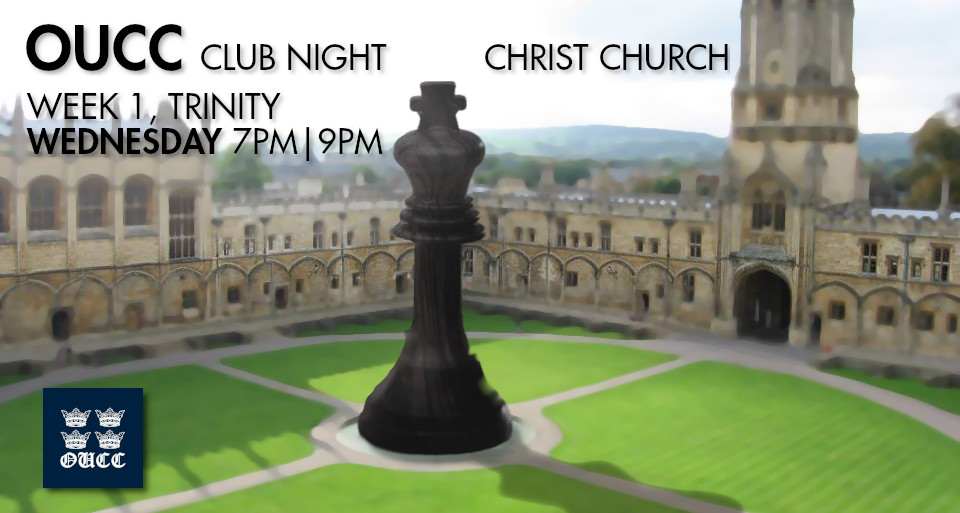 OUCC CLUB NIGHT CHRIST CHURCH
WEEK 1, TRINITY
WEDNESDAY 7PM|9PM
OUCC